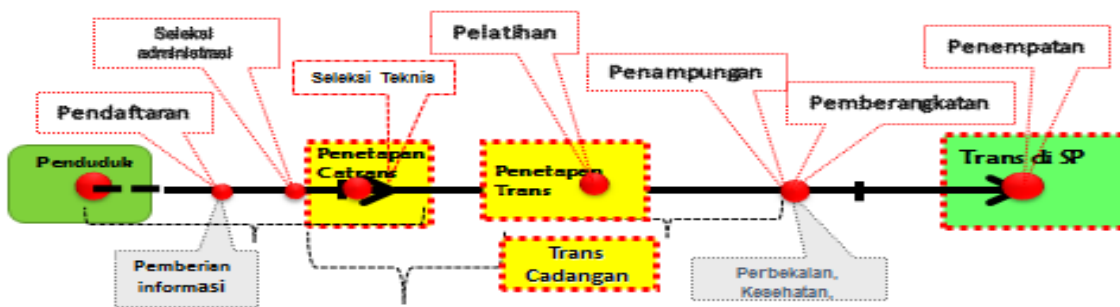 Seleksi
administrasi
Pelatihan
Penempatan
Seleksi Teknis
Penampungan
Pemberangkatan
Pendaftaran
Penduduk
Penetapan
Catrans
Penetapan
Trans
Trans di SP
Pemberian
informasi
Trans
Cadangan
Perbekalan,
Kesehatan,